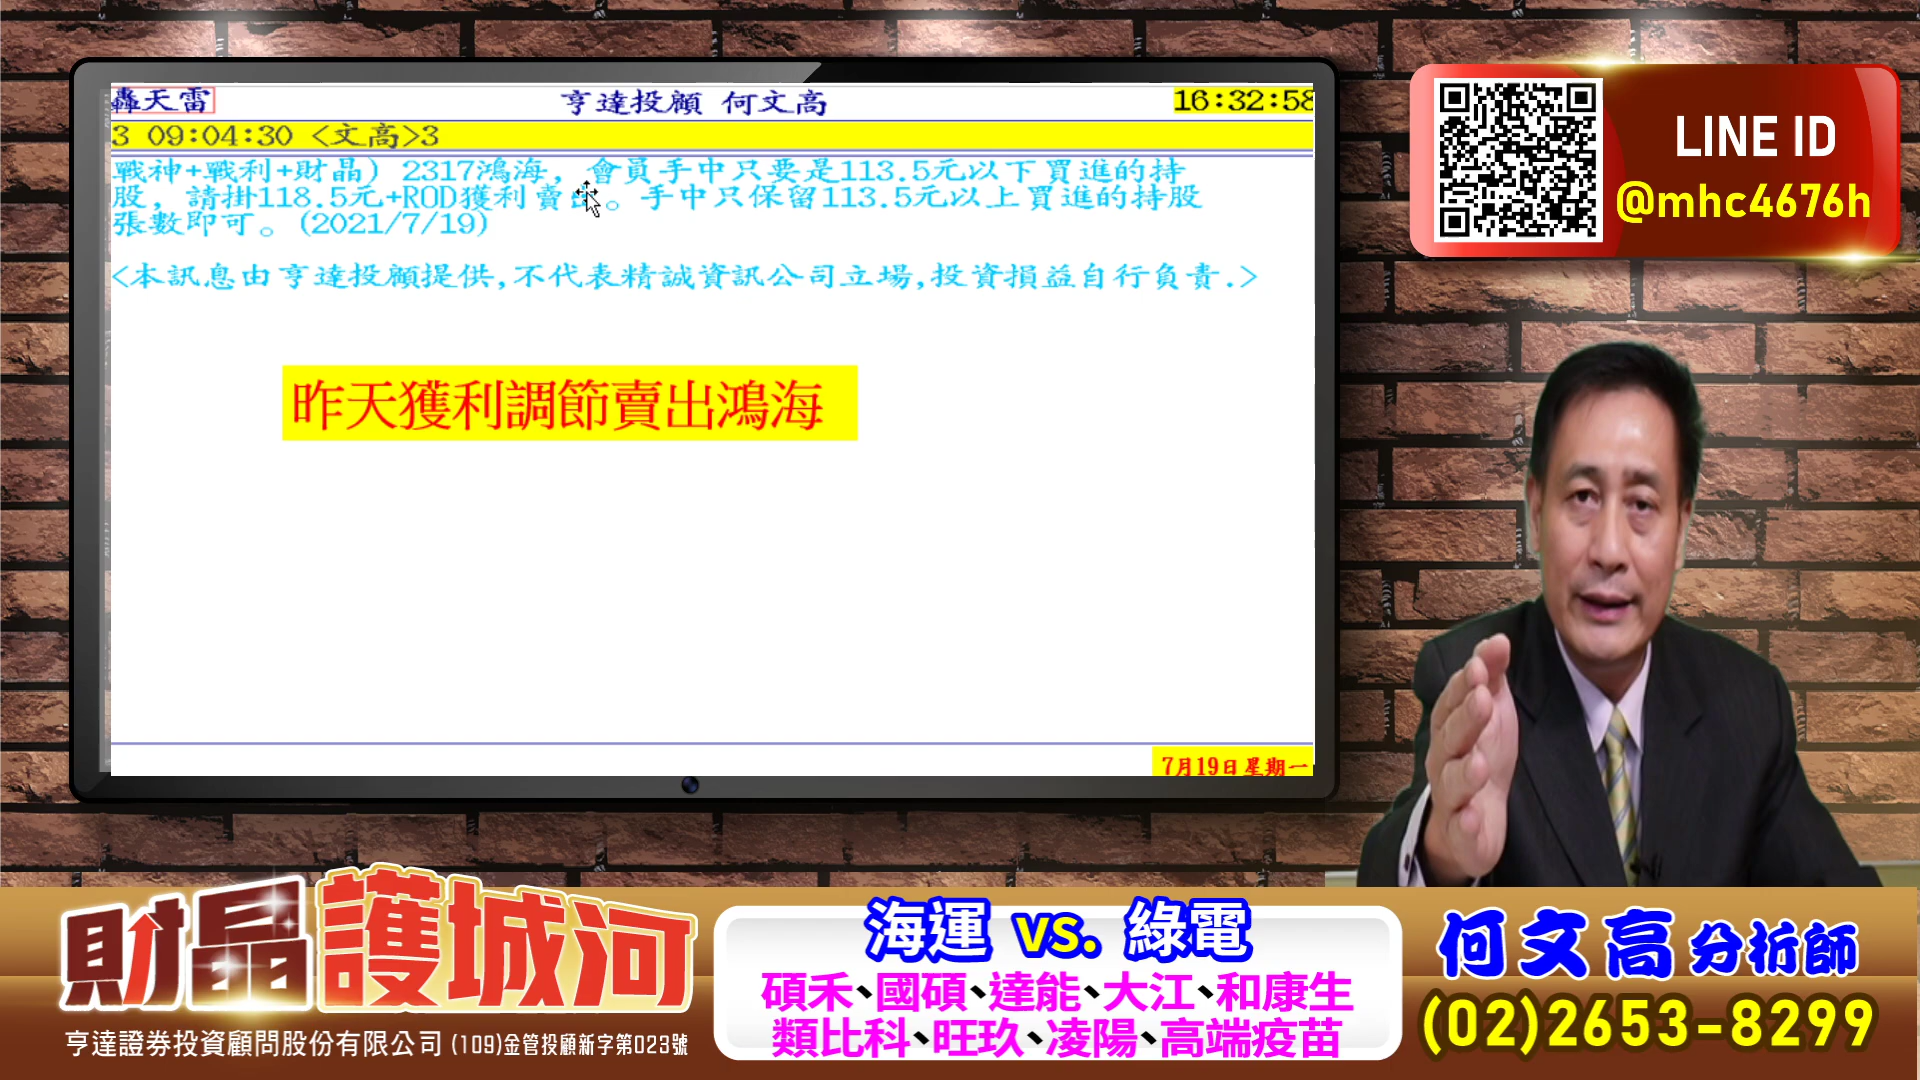 轟天雷
亨達投顧 何文高
16:32:58
3 09:04:30 <文高>3
戰神+戰利+財晶) 2317鴻海, 會員手中只要是113.5元以下買進的持
股, 請掛118.5元+ROD獲利賣出。手中只保留113.5元以上買進的持股
張數即可。(2021/7/19)
<本訊息由亨達投顧提供,不代表精誠資訊公司立場,投資損益自行負責.>
昨天獲利調節賣出鴻海
7月19日星期一
LINE ID
@mhc4676h
財晶護城河
亨達證券投資顧問股份有限公司 (109)金管投顧新字第023號
海運 vs. 綠電
碩禾、國碩、達能、大江、和康生
類比科、旺玖、凌陽、高端疫苗
何文高分析師
(02)2653-8299